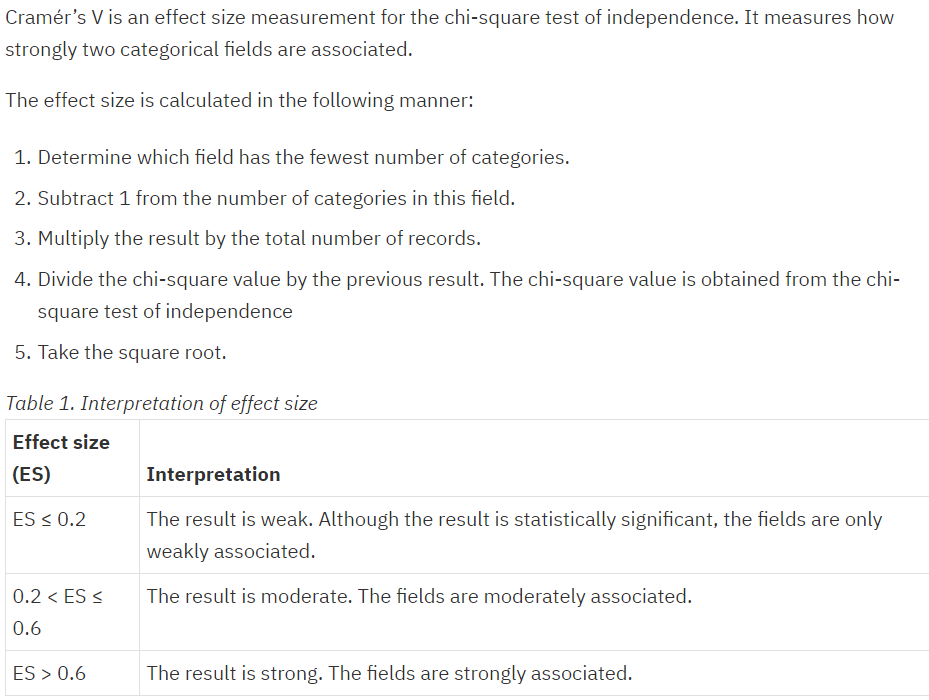 Cramér’s V is an effect size measurement for the chi-square test of independence. It measures how
strongly two categorical fields are associated.
The effect size is calculated in the following manner:
1. Determine which field has the fewest number of categories.
2. Subtract 1 from the number of categories in this field.
3. Multiply the result by the total number of records.
4. Divide the chi-square value by the previous result. The chi-square value is obtained from the chi-
square test of independence
5. Take the square root.
Table 1. Interpretation of effect size
Effect size
(ES)
Interpretation
ES ≤ 0.2
The result is weak. Although the result is statistically significant, the fields are only
weakly associated.
0.2 < ES ≤
0.6
The result is moderate. The fields are moderately associated.
ES > 0.6
The result is strong. The fields are strongly associated.